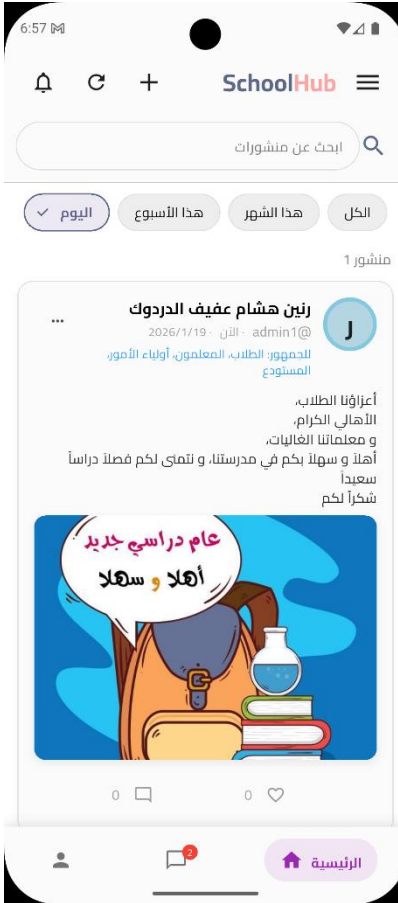 6:57
SchoolHub
ابحث عن منشورات
الكل
هذا الشهر
هذا الأسبوع
اليوم
منشور 1
ر
رنين هشام عفيف الدردوك
@admin1 · الآن · 2026/1/19
للجمهور: الطلاب، المعلمون، أولياء الأمور،
المستودع
أعزاؤنا الطلاب،
الأهالي الكرام،
و معلماتنا الغاليات،
أهلاً و سهلاً بكم في مدرستنا، و نتمنى لكم فصلاً دراساً
سعيداً
شكراً لكم
عام دراسي جديد
أهلا و سهلا
0
0
الرئيسية
2